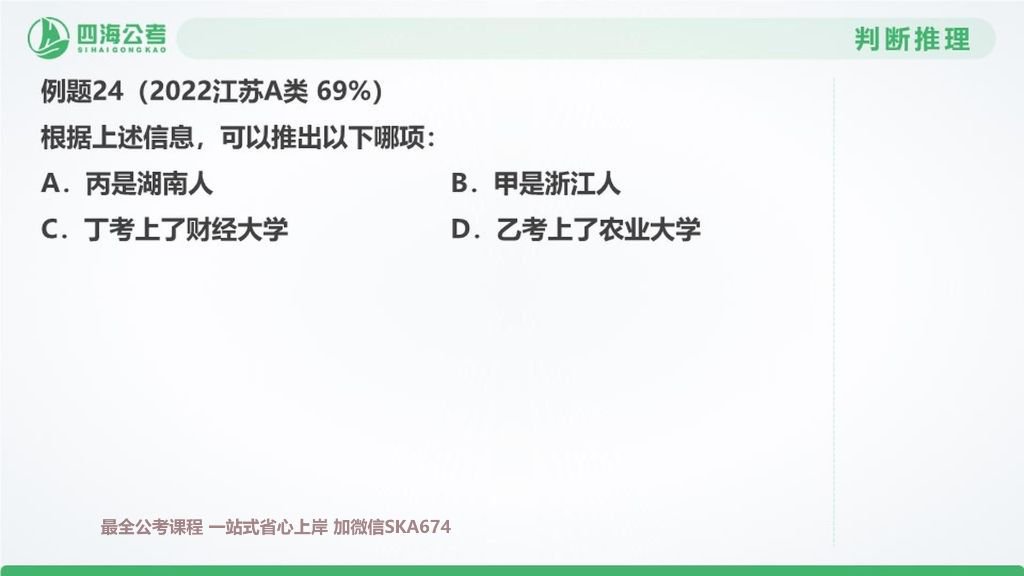 四海公考
SIHAIGONGKAO
判断推理
例题24（2022江苏A类 69%）
根据上述信息，可以推出以下哪项：
A．丙是湖南人 B．甲是浙江人
C．丁考上了财经大学 D．乙考上了农业大学
最全公考课程 一站式省心上岸 加微信SKA674